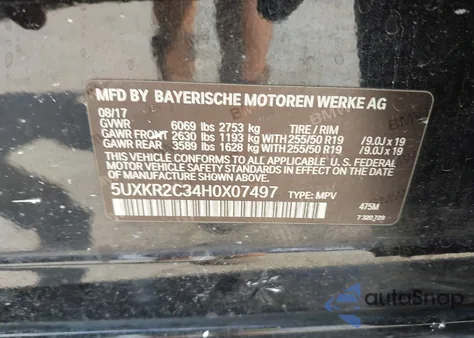 MFD BY BAYERISCHE MOTOREN WERKE AG
08/17
GVWR 6069 lbs 2753 kg TIRE / RIM
GAWR FRONT 2630 lbs 1193 kg WITH 255/50 R19 /9.0J x 19
GAWR REAR 3589 lbs 1628 kg WITH 255/50 R19 /9.0J x 19
THIS VEHICLE CONFORMS TO ALL APPLICABLE U.S. FEDERAL
MOTOR VEHICLE SAFETY STANDARDS IN EFFECT ON THE
DATE OF MANUFACTURE SHOWN ABOVE.
5UXKR2C34H0X07497 TYPE: MPV 475M
7 320 729
autoSnap